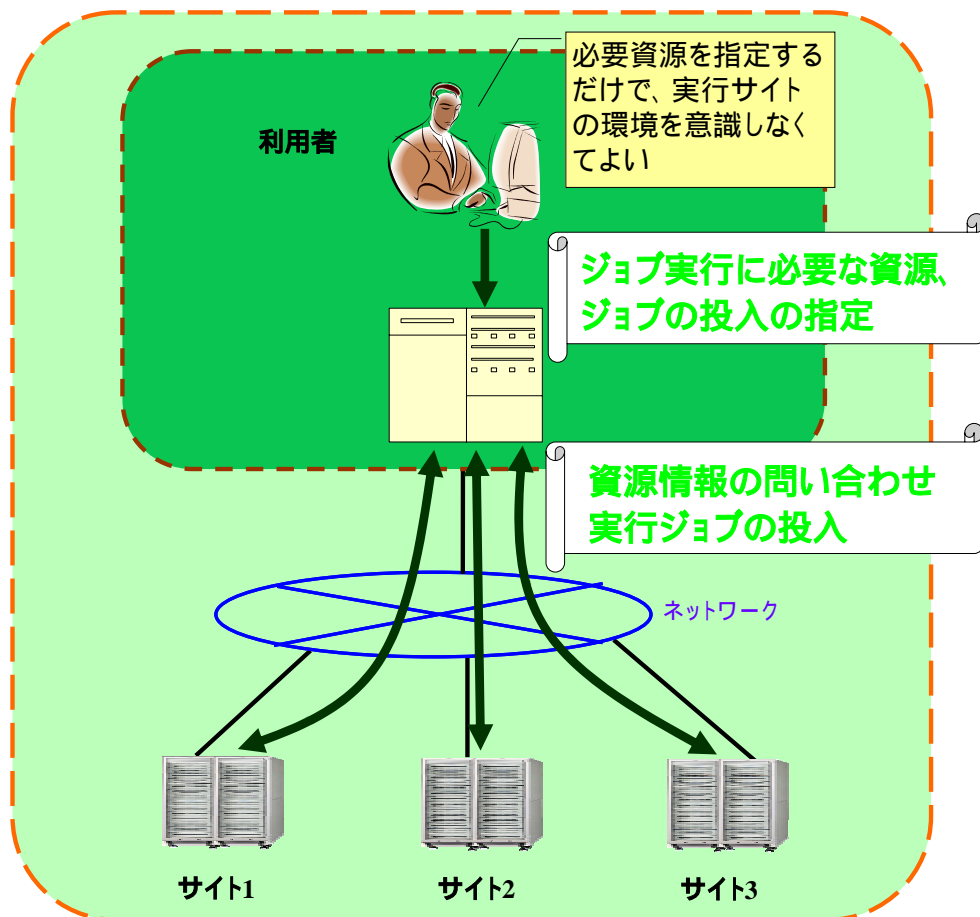 必要資源を指定する
だけで、実行サイト
の環境を意識しなく
てよい
利用者
ジョブ実行に必要な資源、
ジョブの投入の指定
資源情報の問い合わせ
実行ジョブの投入
ネットワーク
サイト1
サイト2
サイト3